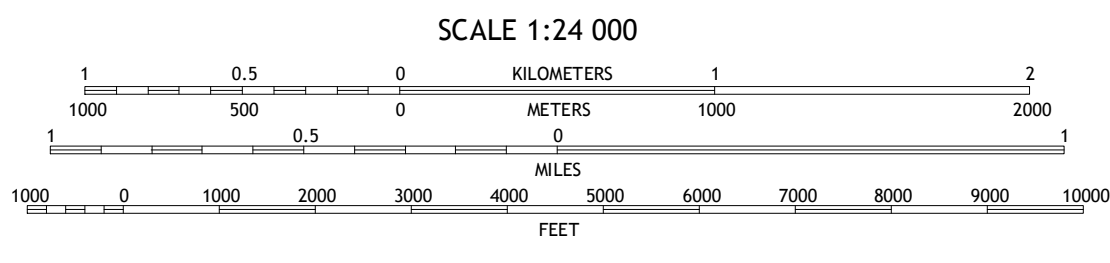 SCALE 1:24 000
1 0.5 0 KILOMETERS 1 2
1000 500 0 METERS 1000 2000
1 0.5 0 1
MILES
1000 0 1000 2000 3000 4000 5000 6000 7000 8000 9000 10000
FEET